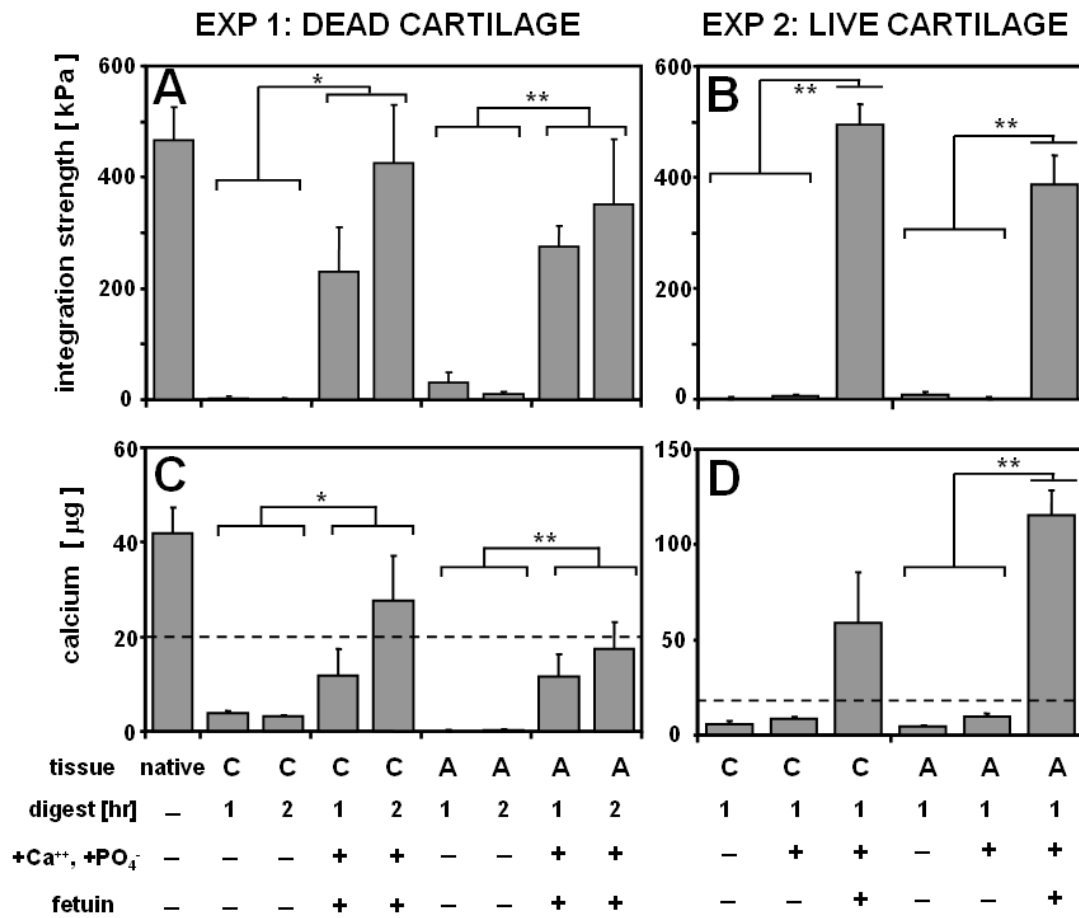 EXP 1: DEAD CARTILAGE EXP 2: LIVE CARTILAGE
integration strength [ kPa]
600
400
200
0
A
*
**
600
400
200
0
B
**
**
calcium [ µg]
60
40
20
0
C
*
**
150
100
50
0
D
**
tissue native C C C C A A A A C C C A A A
digest [hr] – 1 2 1 2 1 2 1 2 1 1 1 1 1 1
+Ca⁺⁺, +PO₄⁻ – – – + + – – + + – + + – + +
fetuin – – – + + – – + + – – + – – +